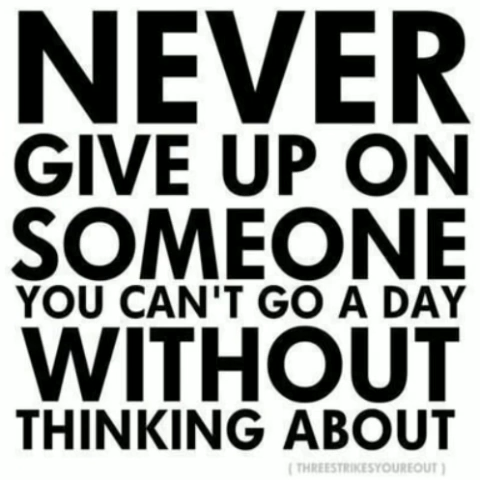 NEVER
GIVE UP ON
SOMEONE
YOU CAN'T GO A DAY
WITHOUT
THINKING ABOUT
( THREESTRIKESYOUREOUT )